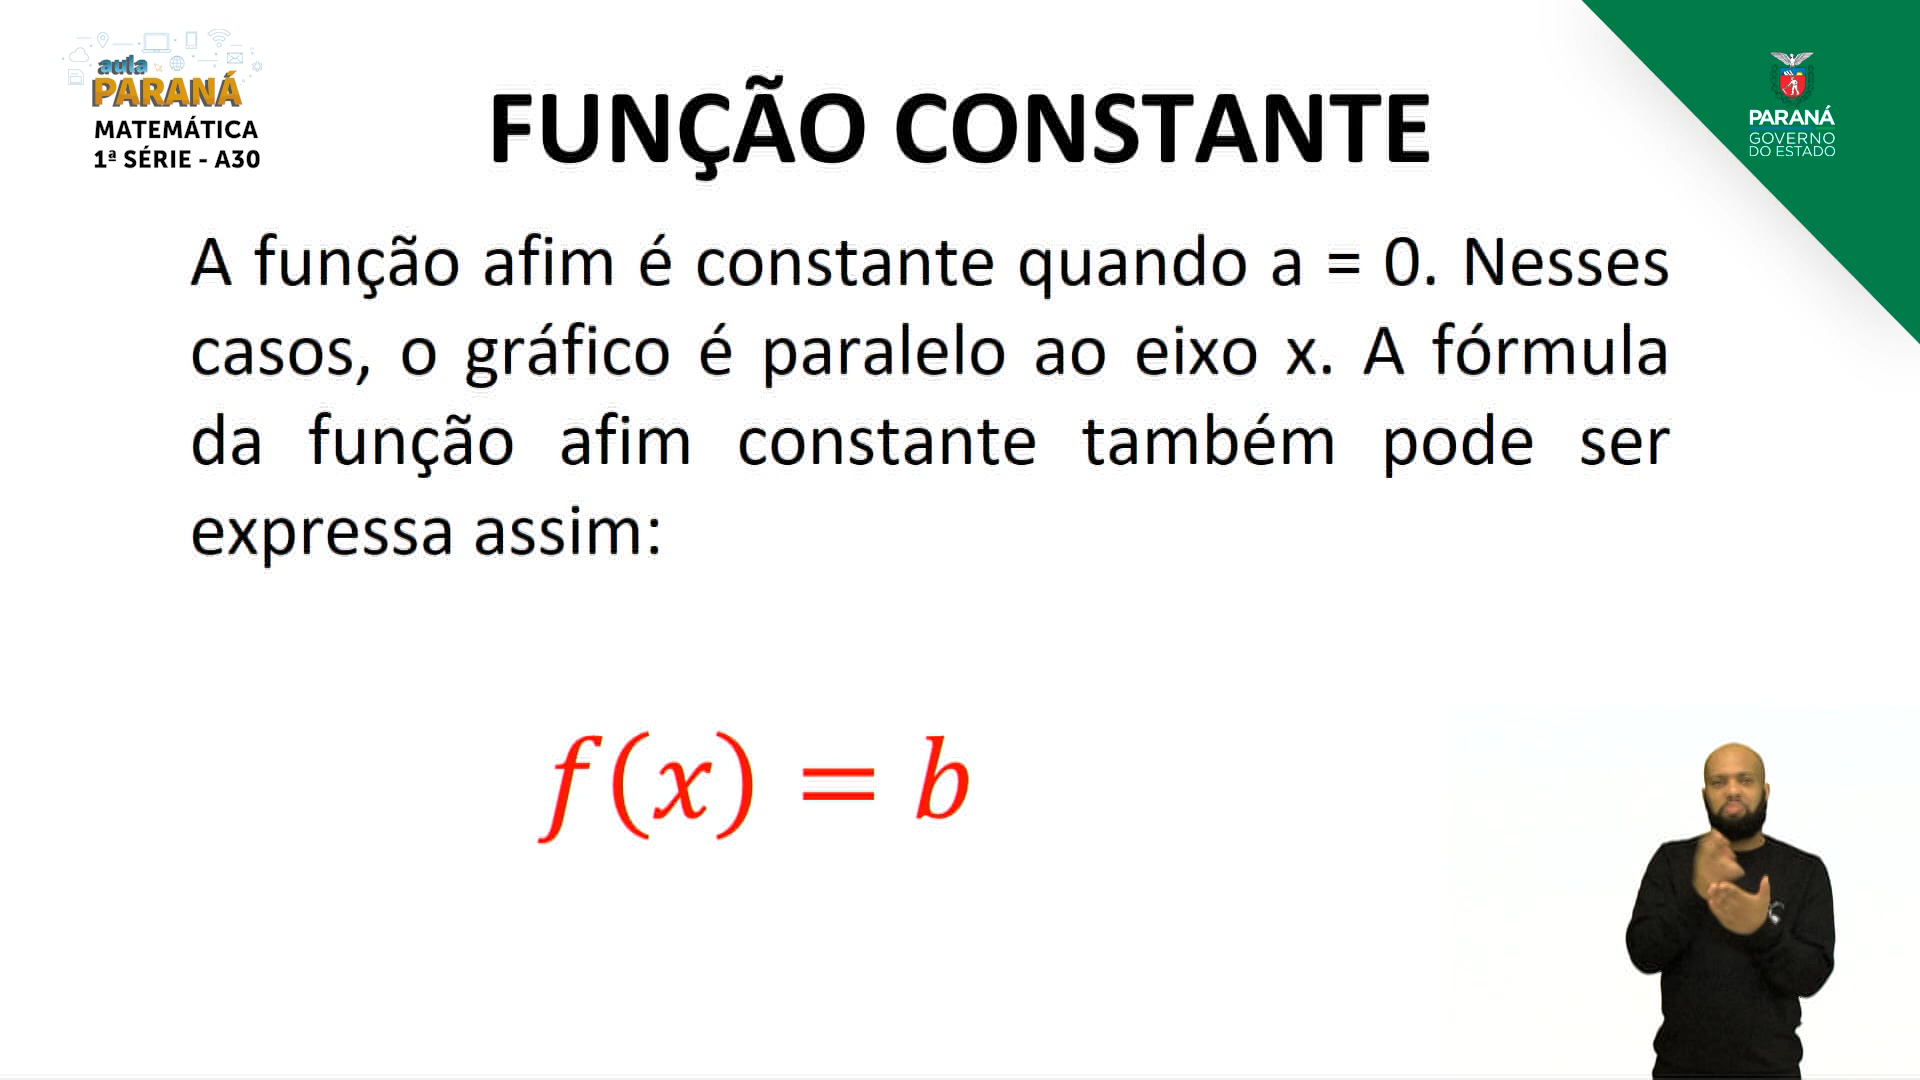 aula
PARANÁ
MATEMÁTICA
1ª SÉRIE - A30
FUNÇÃO CONSTANTE
PARANÁ
GOVERNO
DO ESTADO
A função afim é constante quando a = 0. Nesses
casos, o gráfico é paralelo ao eixo x. A fórmula
da função afim constante também pode ser
expressa assim:
f(x) = b